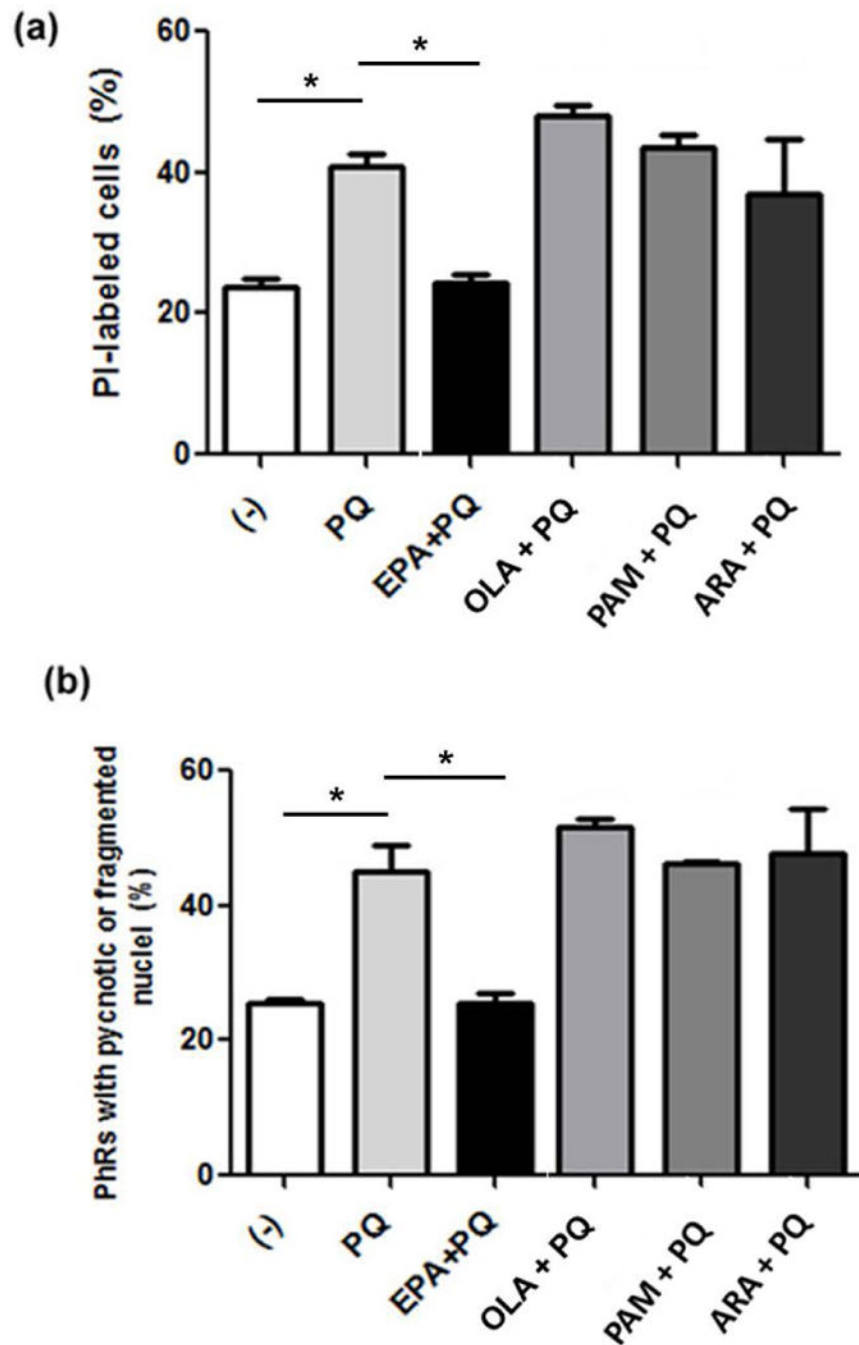 (a)
PI-labeled cells (%)
60
40
20
0
*
*
(-)
PQ
EPA+PQ
OLA + PQ
PAM + PQ
ARA + PQ
(b)
PhRs with pycnotic or fragmented
nuclei (%)
60
40
20
0
*
*
(-)
PQ
EPA+PQ
OLA + PQ
PAM + PQ
ARA + PQ